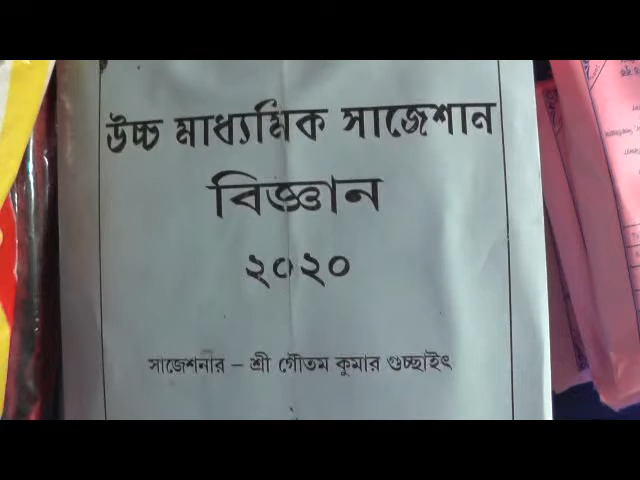 উচ্চ মাধ্যমিক সাজেশান
বিজ্ঞান
২০২০
সাজেশনার – শ্রী গৌতম কুমার গুচ্ছাইৎ